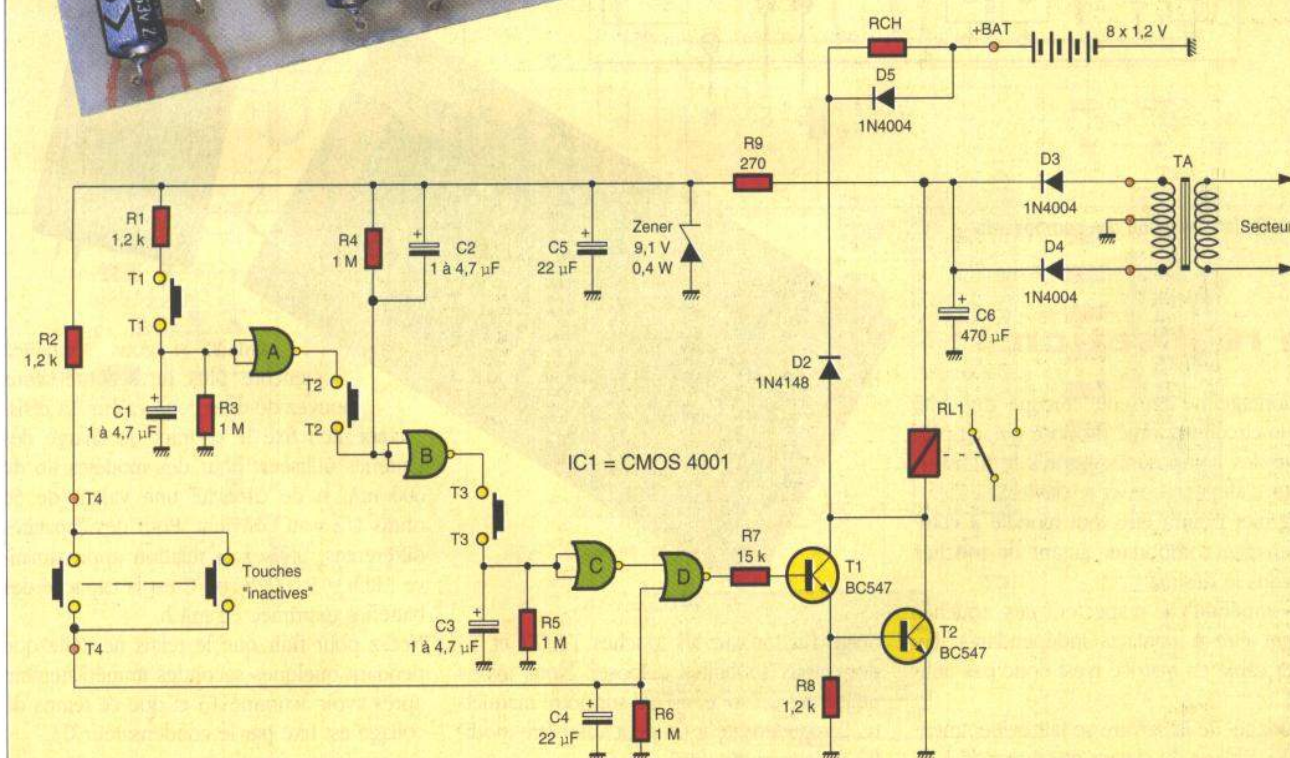 RCH
+BAT
8 x 1,2 V
D5
1N4004
R9
270
D3
1N4004
TA
Secteur
D4
1N4004
R1
1,2 k
T1
T1
R4
1 M
C2
1 à 4,7 µF
C5
22 µF
Zener
9,1 V
0,4 W
C6
470 µF
R2
1,2 k
A
T2
T2
C1
1 à 4,7 µF
R3
1 M
D2
1N4148
RL1
B
IC1 = CMOS 4001
T3
T3
T4
Touches
"inactives"
C
D
R7
15 k
T1
BC547
T2
BC547
C3
1 à 4,7 µF
R5
1 M
T4
C4
22 µF
R6
1 M
R8
1,2 k